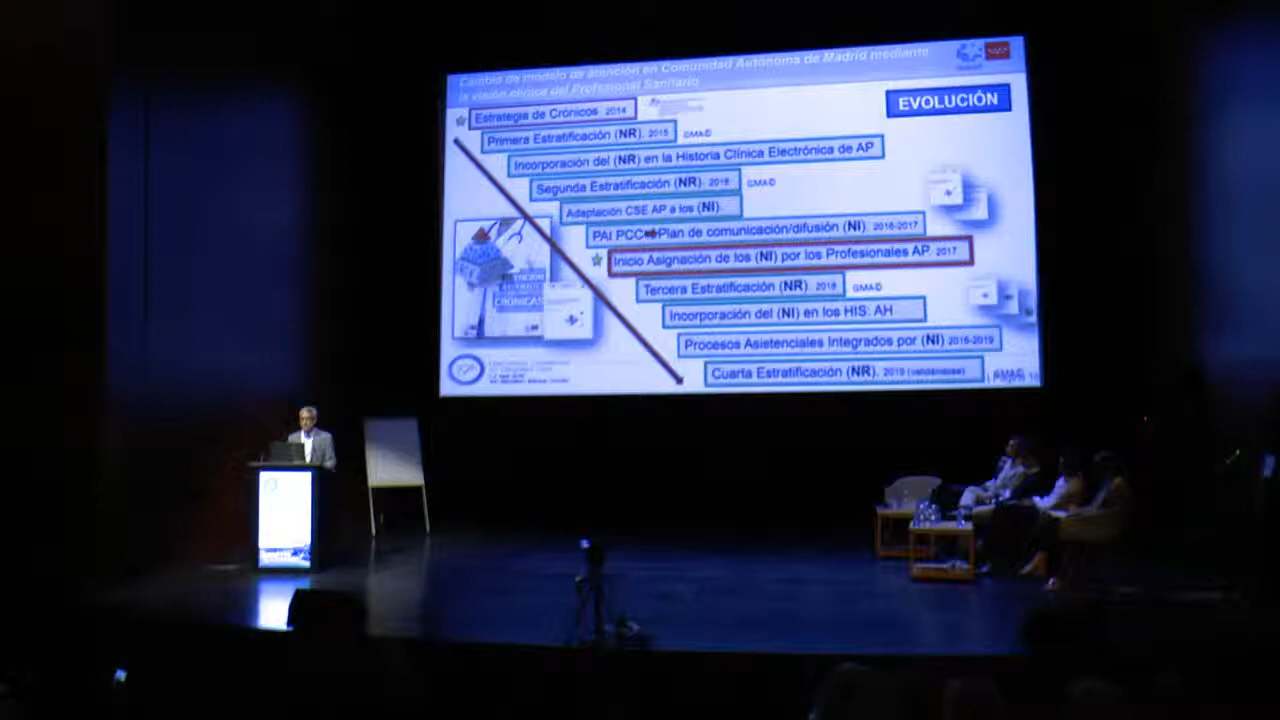 Cambio de modelo de atención en Comunidad Autónoma de Madrid mediante
la visión clínica del Profesional Sanitario
EVOLUCIÓN
Estrategia de Crónicos. 2014
Primera Estratificación (NR). 2015 GMA©
Incorporación del (NR) en la Historia Clínica Electrónica de AP
Segunda Estratificación (NR). 2016 GMA©
Adaptación CSE AP a los (NI).
PAI PCC Plan de comunicación/difusión (NI). 2016-2017
Inicio Asignación de los (NI) por los Profesionales AP. 2017
Tercera Estratificación (NR). 2018 GMA©
Incorporación del (NI) en los HIS: AH
Procesos Asistenciales Integrados por (NI) 2016-2019
Cuarta Estratificación (NR). 2019 (validándose)
CRÓNICAS